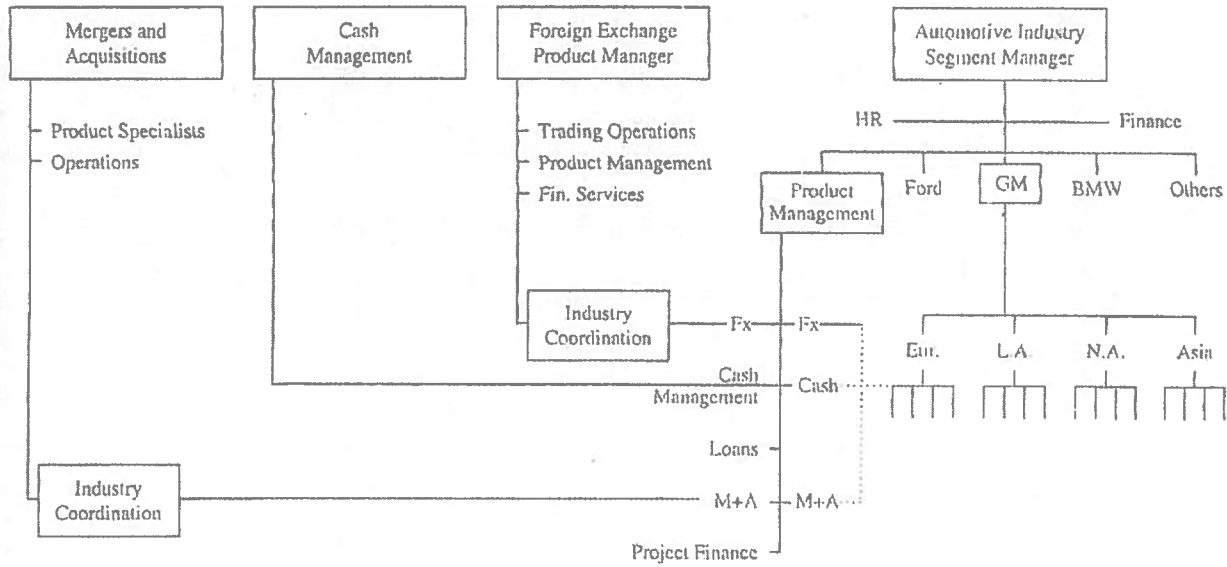 Mergers and
Acquisitions
Cash
Management
Foreign Exchange
Product Manager
Automotive Industry
Segment Manager
Product Specialists
Operations
Trading Operations
Product Management
Fin. Services
HR
Finance
Product
Management
Ford
GM
BMW
Others
Industry
Coordination
Fx
Fx
Eur.
L.A.
N.A.
Asia
Cash
Management
Cash
Loans
Industry
Coordination
M+A
M+A
Project Finance